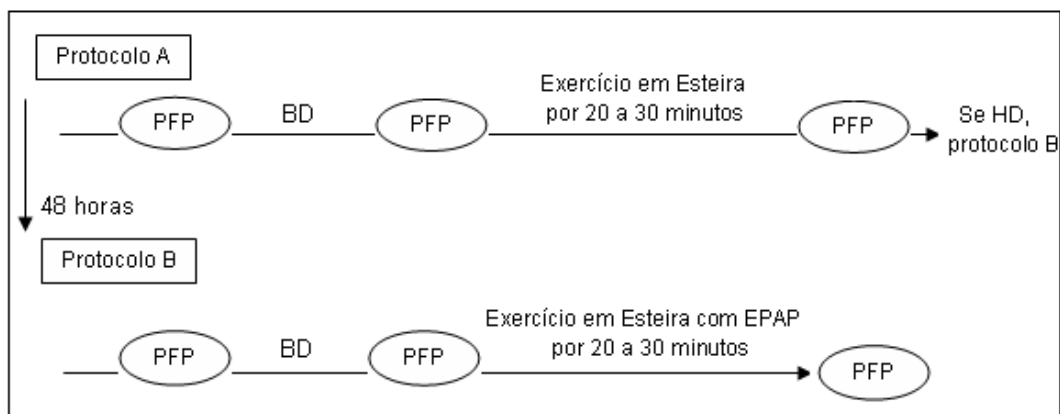 Protocolo A
PFP
BD
PFP
Exercício em Esteira
por 20 a 30 minutos
PFP
Se HD,
protocolo B
48 horas
Protocolo B
PFP
BD
PFP
Exercício em Esteira com EPAP
por 20 a 30 minutos
PFP